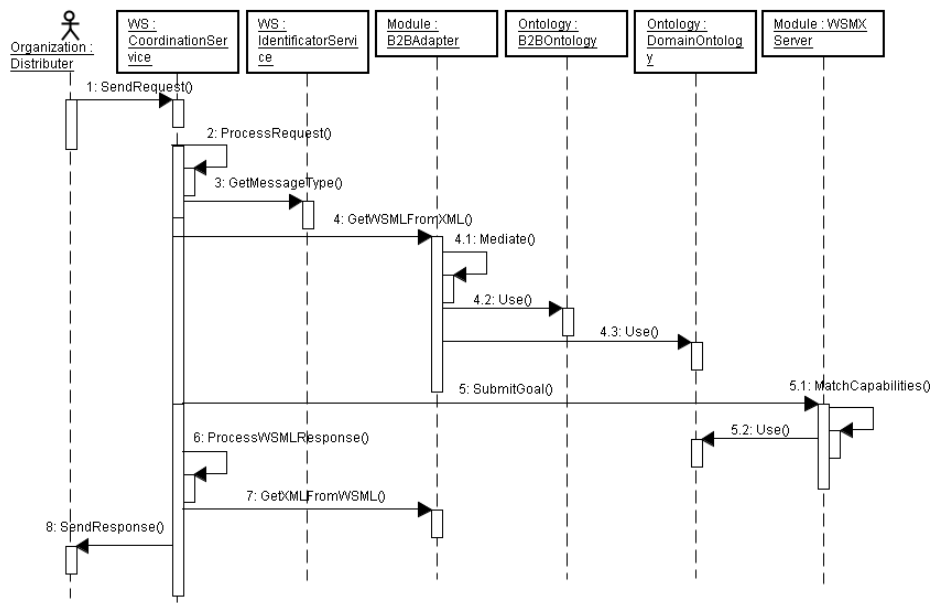 Organization :
Distributer
WS :
CoordinationSer
vice
WS :
IdentificatorServi
ce
Module :
B2BAdapter
Ontology :
B2BOntology
Ontology :
DomainOntolog
y
Module : WSMX
Server
1: SendRequest()
2: ProcessRequest()
3: GetMessageType()
4: GetWSMLFromXML()
4.1: Mediate()
4.2: Use()
4.3: Use()
5: SubmitGoal()
5.1: MatchCapabilities()
5.2: Use()
6: ProcessWSMLResponse()
7: GetXMLFromWSML()
8: SendResponse()